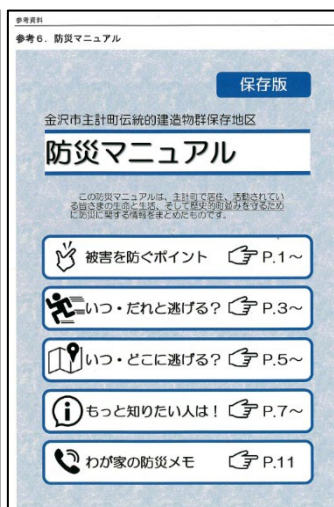 参考資料
参考6. 防災マニュアル
保存版
金沢市主計町伝統的建造物群保存地区
防災マニュアル
この防災マニュアルは、主計町で居住、活動されてい
る皆さまの生命と生活、そして歴史的町並みを守るため
に防災に関する情報をまとめたものです。
被害を防ぐポイント P.1~
いつ・だれと逃げる? P.3~
いつ・どこに逃げる? P.5~
もっと知りたい人は! P.7~
わが家の防災メモ P.11